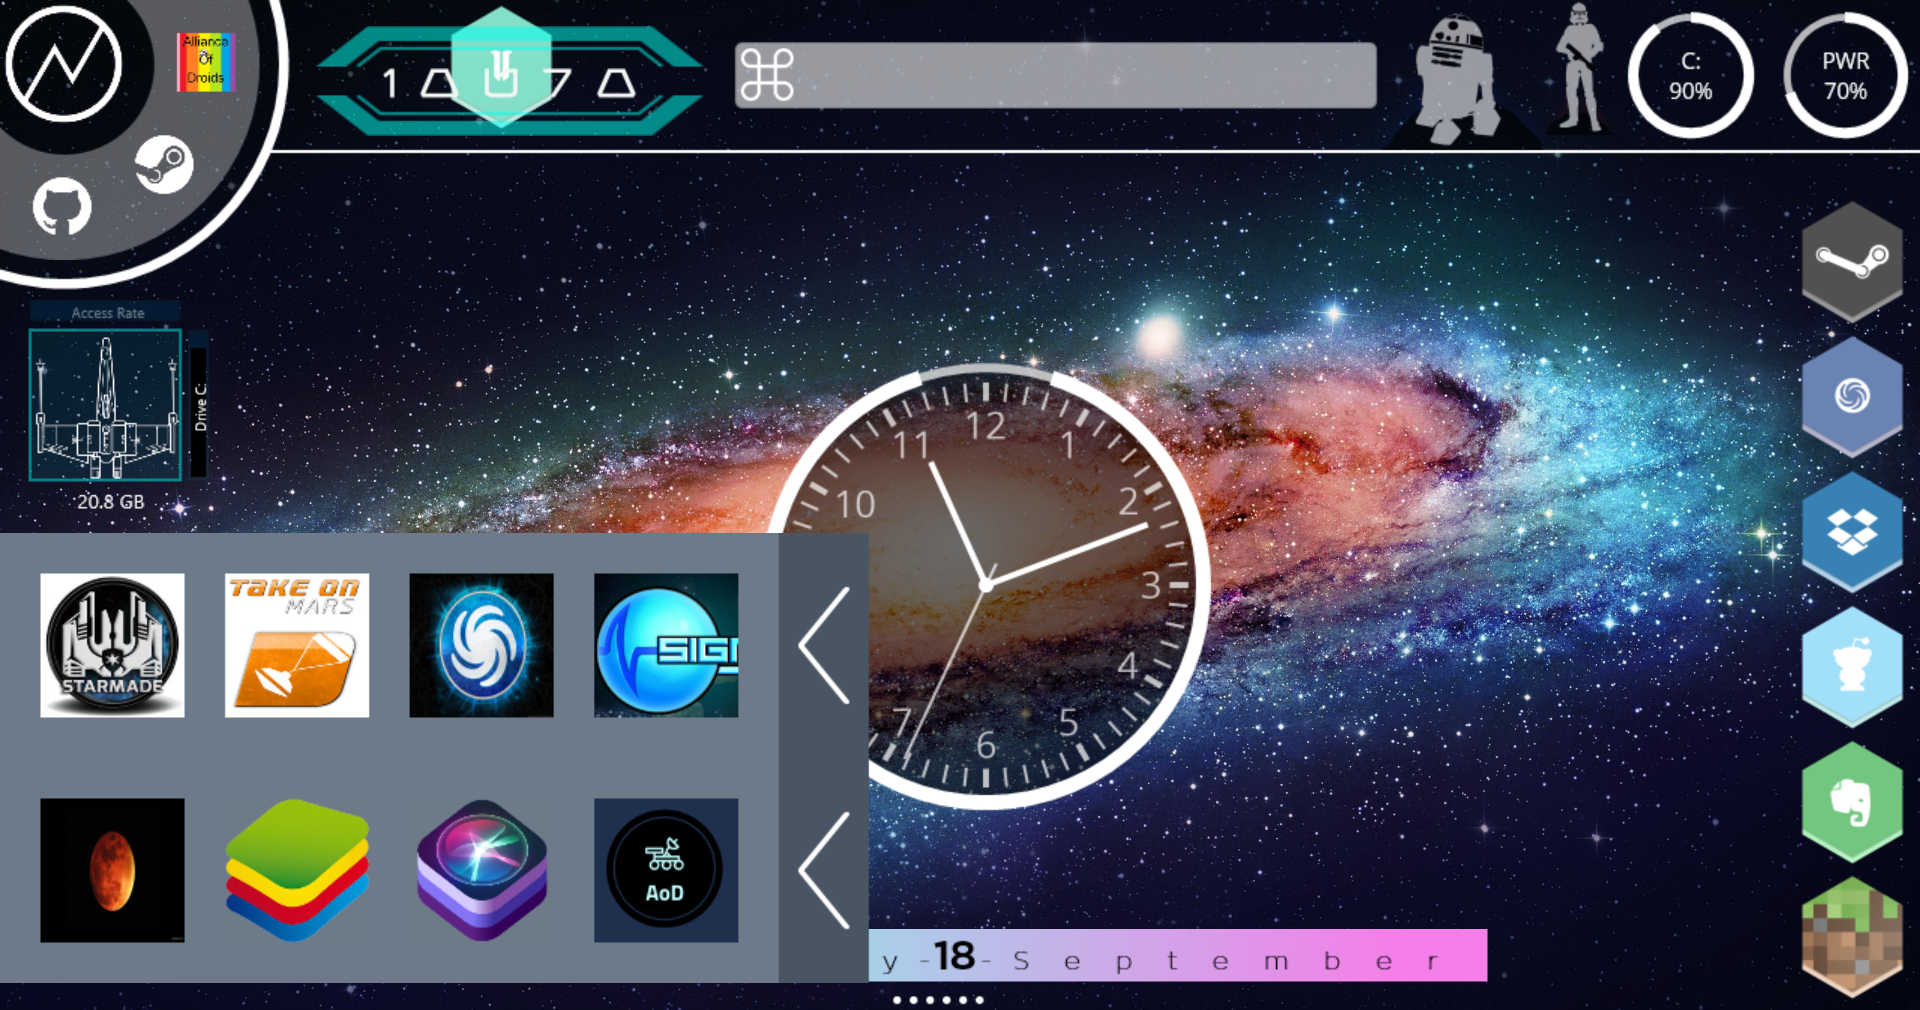 Alliance
Of
Droids
C:
90%
PWR
70%
Access Rate
Drive C:
20.8 GB
12
11
1
10
2
3
4
7
5
6
STARMADE
TAKE ON
MARS
SIG
AoD
y -18- September